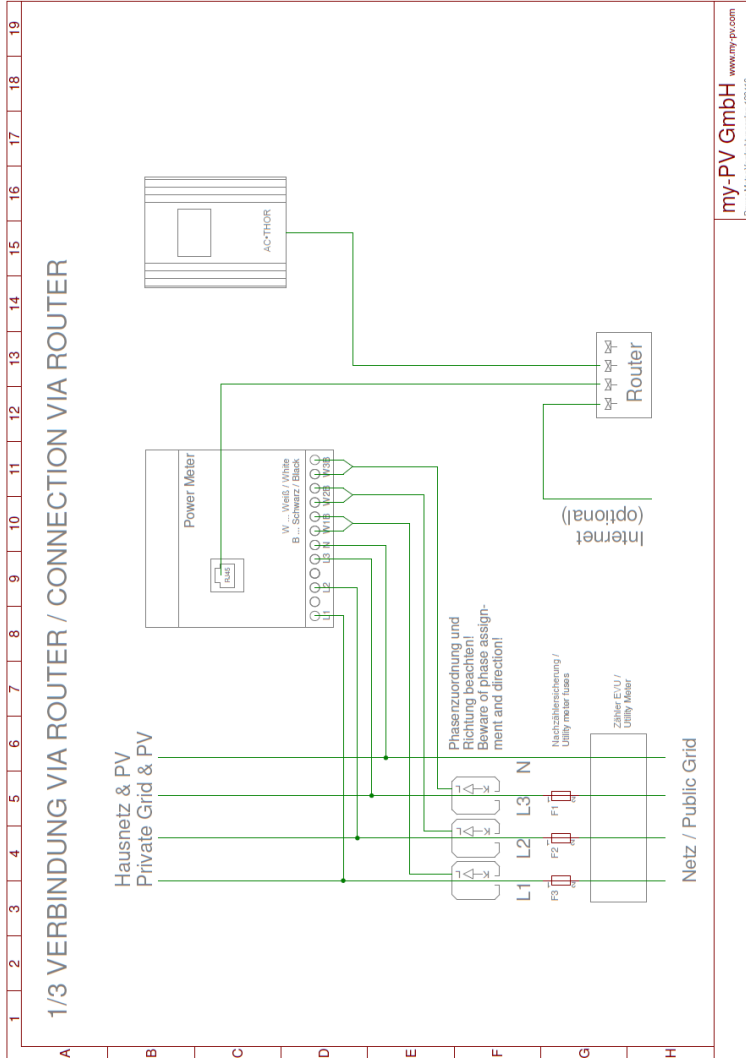 1 2 3 4 5 6 7 8 9 10 11 12 13 14 15 16 17 18 19
A
B
C
D
E
F
G
H
1/3 VERBINDUNG VIA ROUTER / CONNECTION VIA ROUTER
Hausnetz & PV
Private Grid & PV
Power Meter
RJ45
W ... Weiß / White
B ... Schwarz / Black
L1 L2 L3 N W1B W2B W3B
AC•THOR
Phasenzuordnung und
Richtung beachten!
Beware of phase assign-
ment and direction!
L1 L2 L3 N
Nachzählersicherung /
Utility meter fuses
F3 F2 F1
Zähler EVU /
Utility Meter
Netz / Public Grid
Internet
(optional)
Router
my-PV GmbH www.my-pv.com